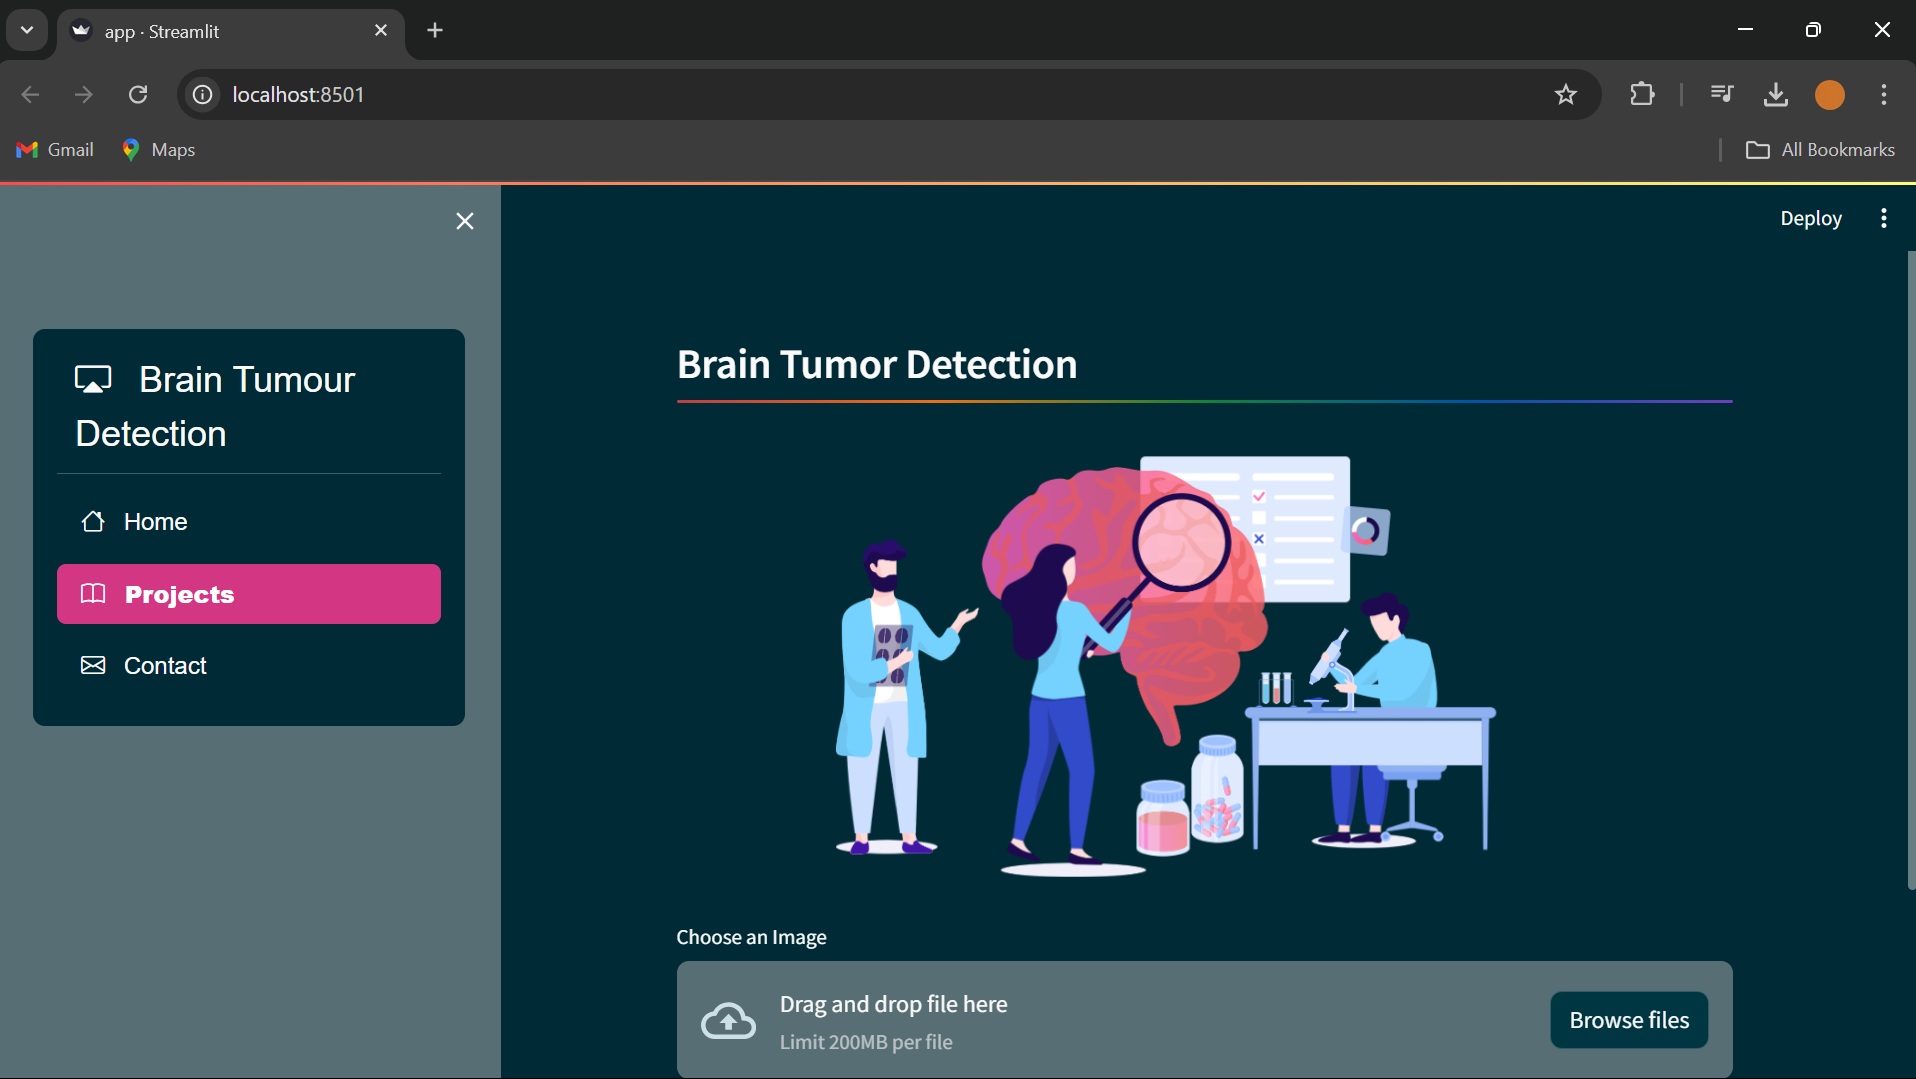 app · Streamlit
localhost:8501
Gmail
Maps
All Bookmarks
Deploy
Brain Tumour
Detection
Home
Projects
Contact
Brain Tumor Detection
Choose an Image
Drag and drop file here
Limit 200MB per file
Browse files